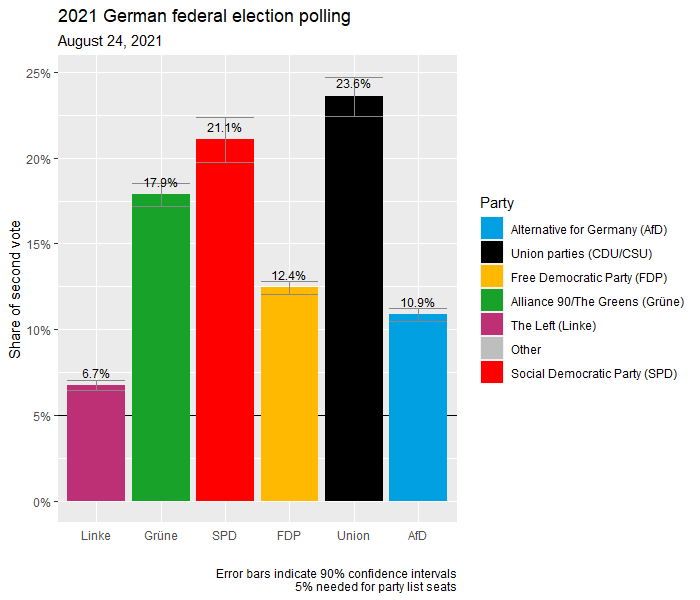 2021 German federal election polling
August 24, 2021
Share of second vote
25%
20%
15%
10%
5%
0%
6.7%
17.9%
21.1%
12.4%
23.6%
10.9%
Linke
Grüne
SPD
FDP
Union
AfD
Party
Alternative for Germany (AfD)
Union parties (CDU/CSU)
Free Democratic Party (FDP)
Alliance 90/The Greens (Grüne)
The Left (Linke)
Other
Social Democratic Party (SPD)
Error bars indicate 90% confidence intervals
5% needed for party list seats